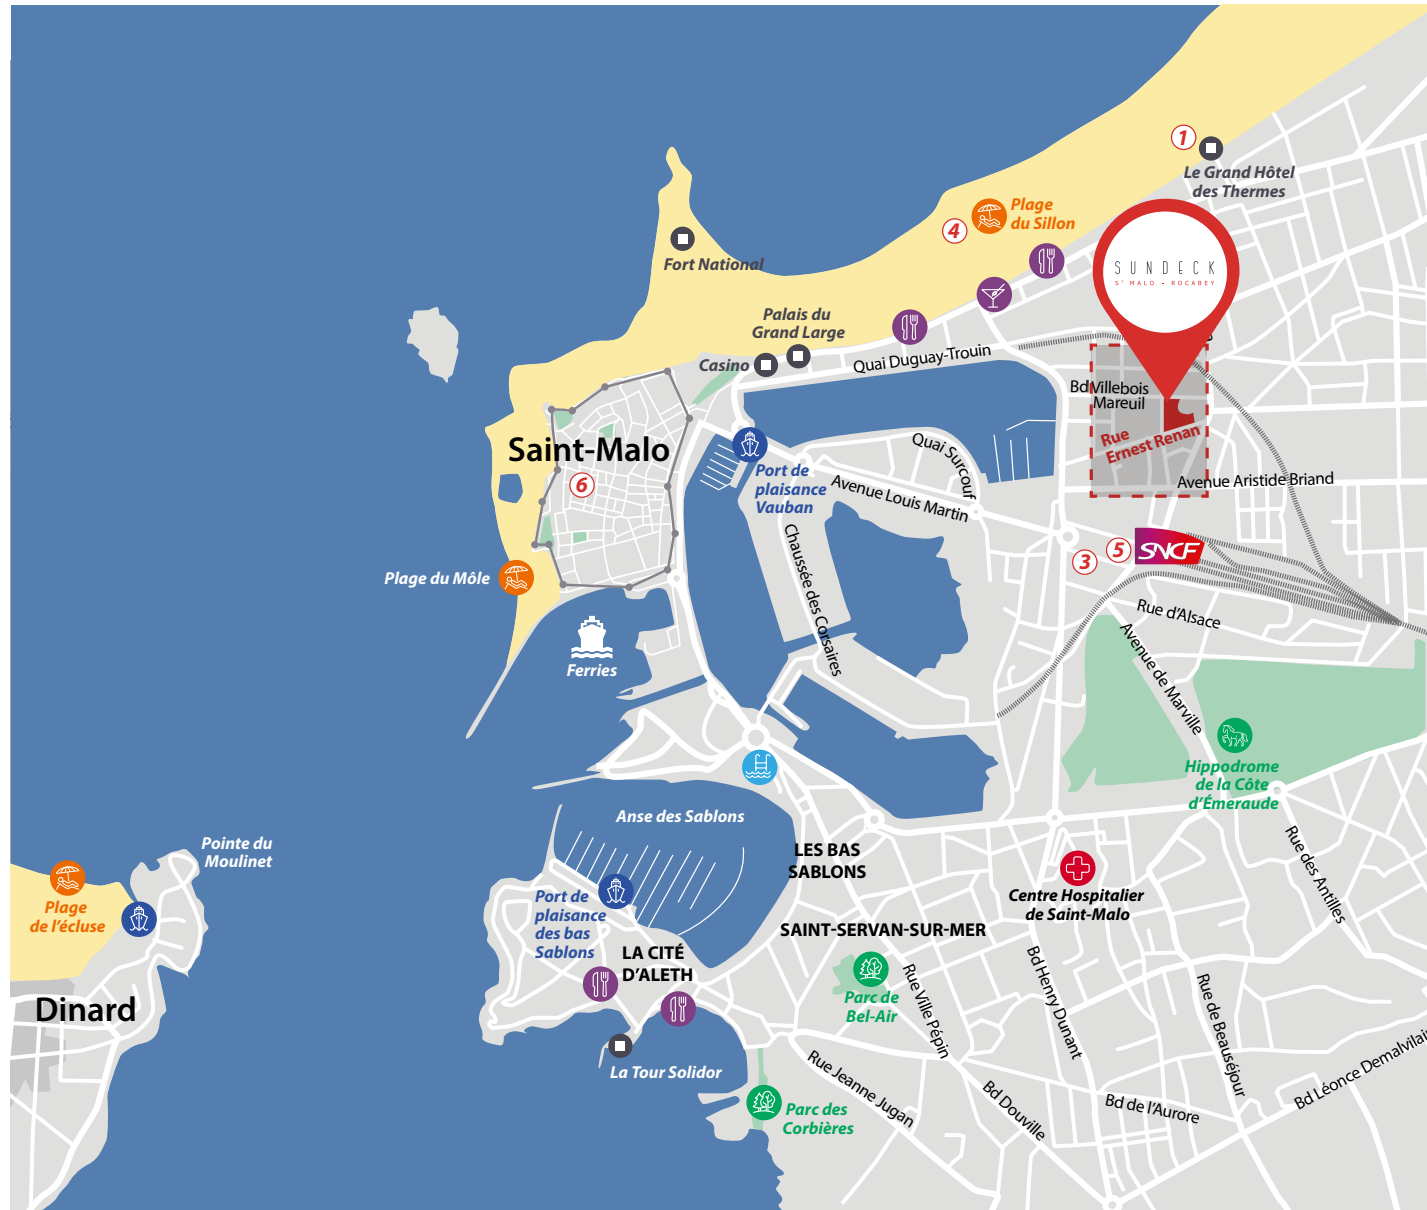 1
Le Grand Hôtel
des Thermes
Plage
du Sillon
4
SUNDECK
ST MALO - ROCABEY
Fort National
Palais du
Grand Large
Casino
Quai Duguay-Trouin
Bd Villebois
Mareuil
Rue
Ernest Renan
Avenue Aristide Briand
Saint-Malo
6
Port de
plaisance
Vauban
Quai Surcouf
Avenue Louis Martin
Chaussée des Corsaires
3
5
SNCF
Plage du Môle
Ferries
Rue d'Alsace
Avenue de Marville
Hippodrome
de la Côte
d'Émeraude
Anse des Sablons
Pointe du
Moulinet
LES BAS
SABLONS
Centre Hospitalier
de Saint-Malo
Rue des Antilles
Plage
de l'écluse
Port de
plaisance
des bas
Sablons
LA CITÉ
D'ALETH
SAINT-SERVAN-SUR-MER
Parc de
Bel-Air
Rue Ville Pépin
Bd Henry Dunant
Rue de Beauséjour
Dinard
La Tour Solidor
Parc des
Corbières
Rue Jeanne Jugan
Bd Douville
Bd de l'Aurore
Bd Léonce Demalvilain